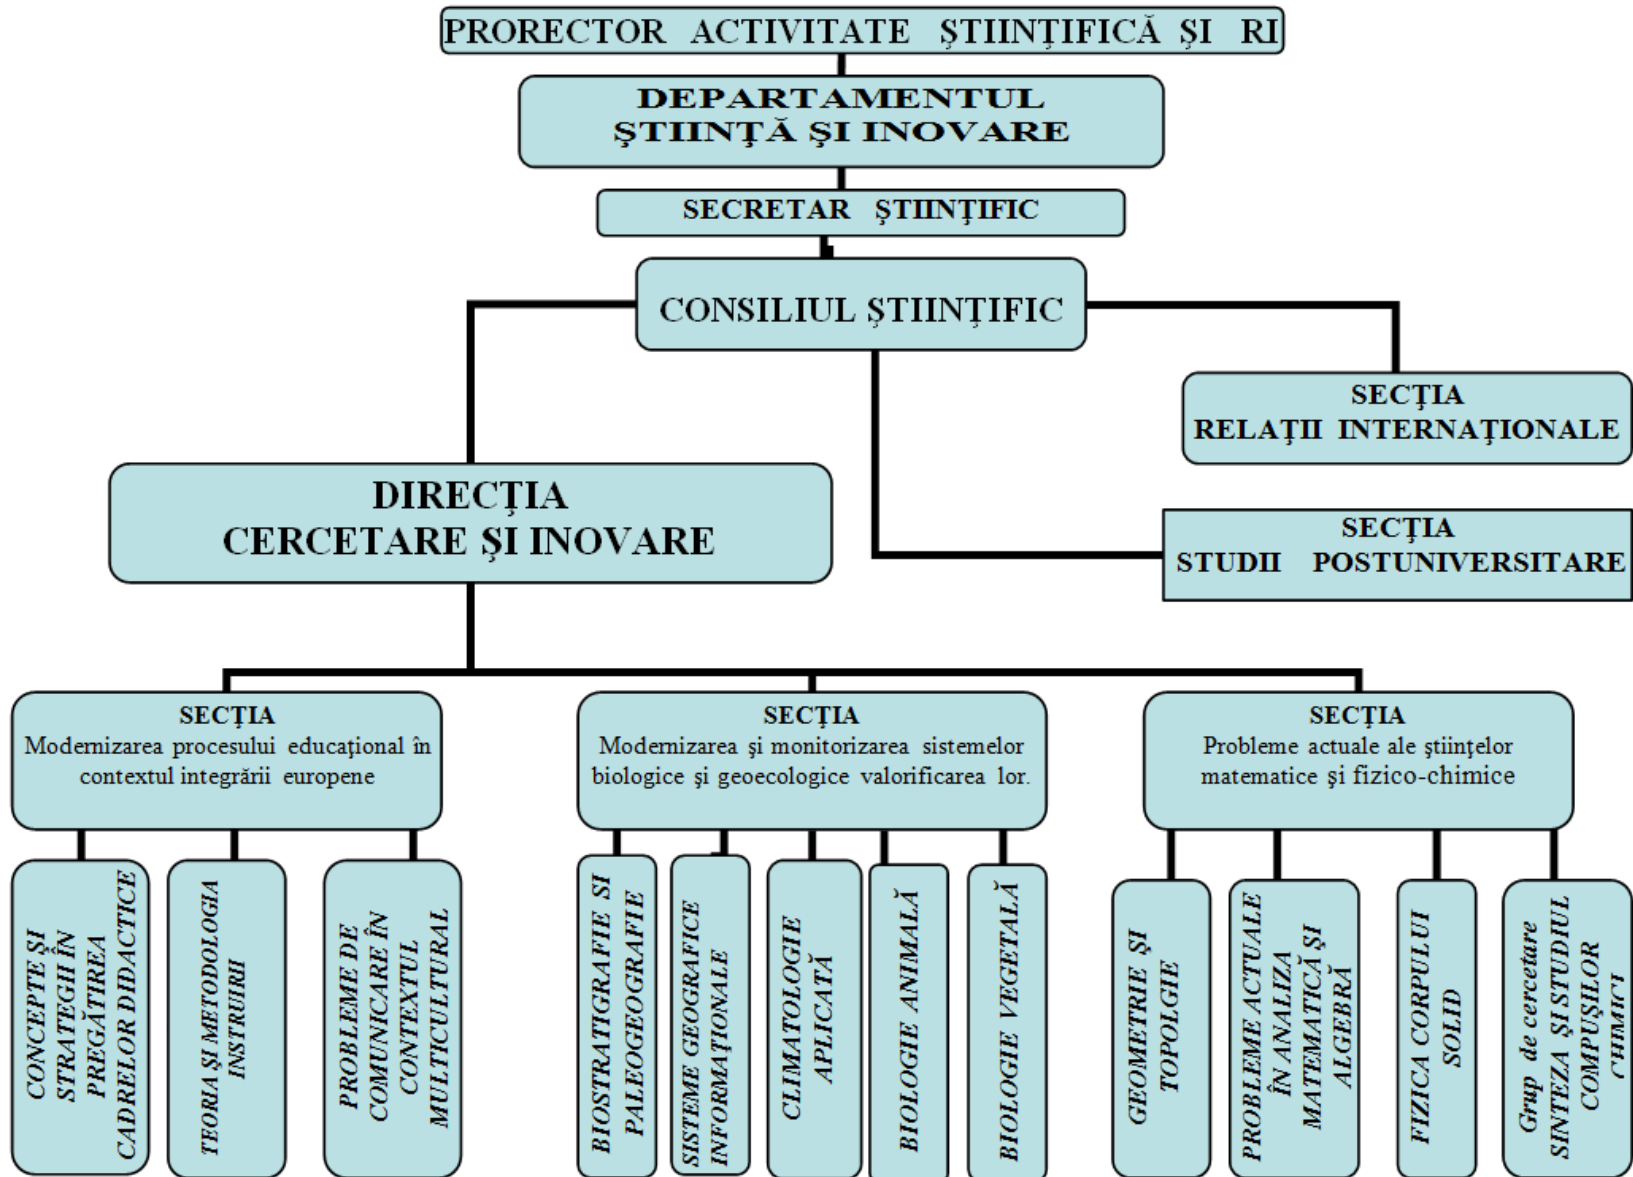 PRORECTOR ACTIVITATE ŞTIINŢIFICĂ ŞI RI
DEPARTAMENTUL
ŞTIINŢĂ ŞI INOVARE
SECRETAR ŞTIINŢIFIC
CONSILIUL ŞTIINŢIFIC
SECŢIA
RELAŢII INTERNAŢIONALE
DIRECŢIA
CERCETARE ŞI INOVARE
SECŢIA
STUDII POSTUNIVERSITARE
SECŢIA
Modernizarea procesului educaţional în
contextul integrării europene
SECŢIA
Modernizarea şi monitorizarea sistemelor
biologice şi geoecologice valorificarea lor.
SECŢIA
Probleme actuale ale ştiinţelor
matematice şi fizico-chimice
CONCEPTE ŞI
STRATEGII ÎN
PREGĂTIREA
CADRELOR DIDACTICE
TEORIA ŞI METODOLOGIA
INSTRUIRII
PROBLEME DE
COMUNICARE ÎN
CONTEXTUL
MULTICULTURAL
BIOSTRATIGRAFIE SI
PALEOGEOGRAFIE
SISTEME GEOGRAFICE
INFORMAŢIONALE
CLIMATOLOGIE
APLICATĂ
BIOLOGIE ANIMALĂ
BIOLOGIE VEGETALĂ
GEOMETRIE ŞI
TOPOLOGIE
PROBLEME ACTUALE
ÎN ANALIZA
MATEMATICĂ ŞI
ALGEBRĂ
FIZICA CORPULUI
SOLID
Grup de cercetare
SINTEZA ŞI STUDIUL
COMPUŞILOR
CHIMICI